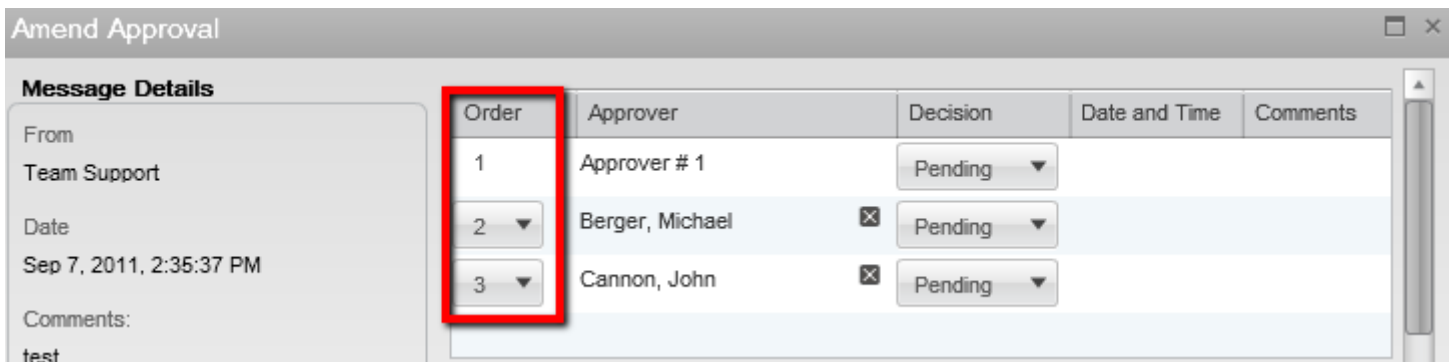 Amend Approval
Message Details
From
Team Support
Date
Sep 7, 2011, 2:35:37 PM
Comments:
test
Order Approver Decision Date and Time Comments
1 Approver # 1 Pending
2 Berger, Michael Pending
3 Cannon, John Pending